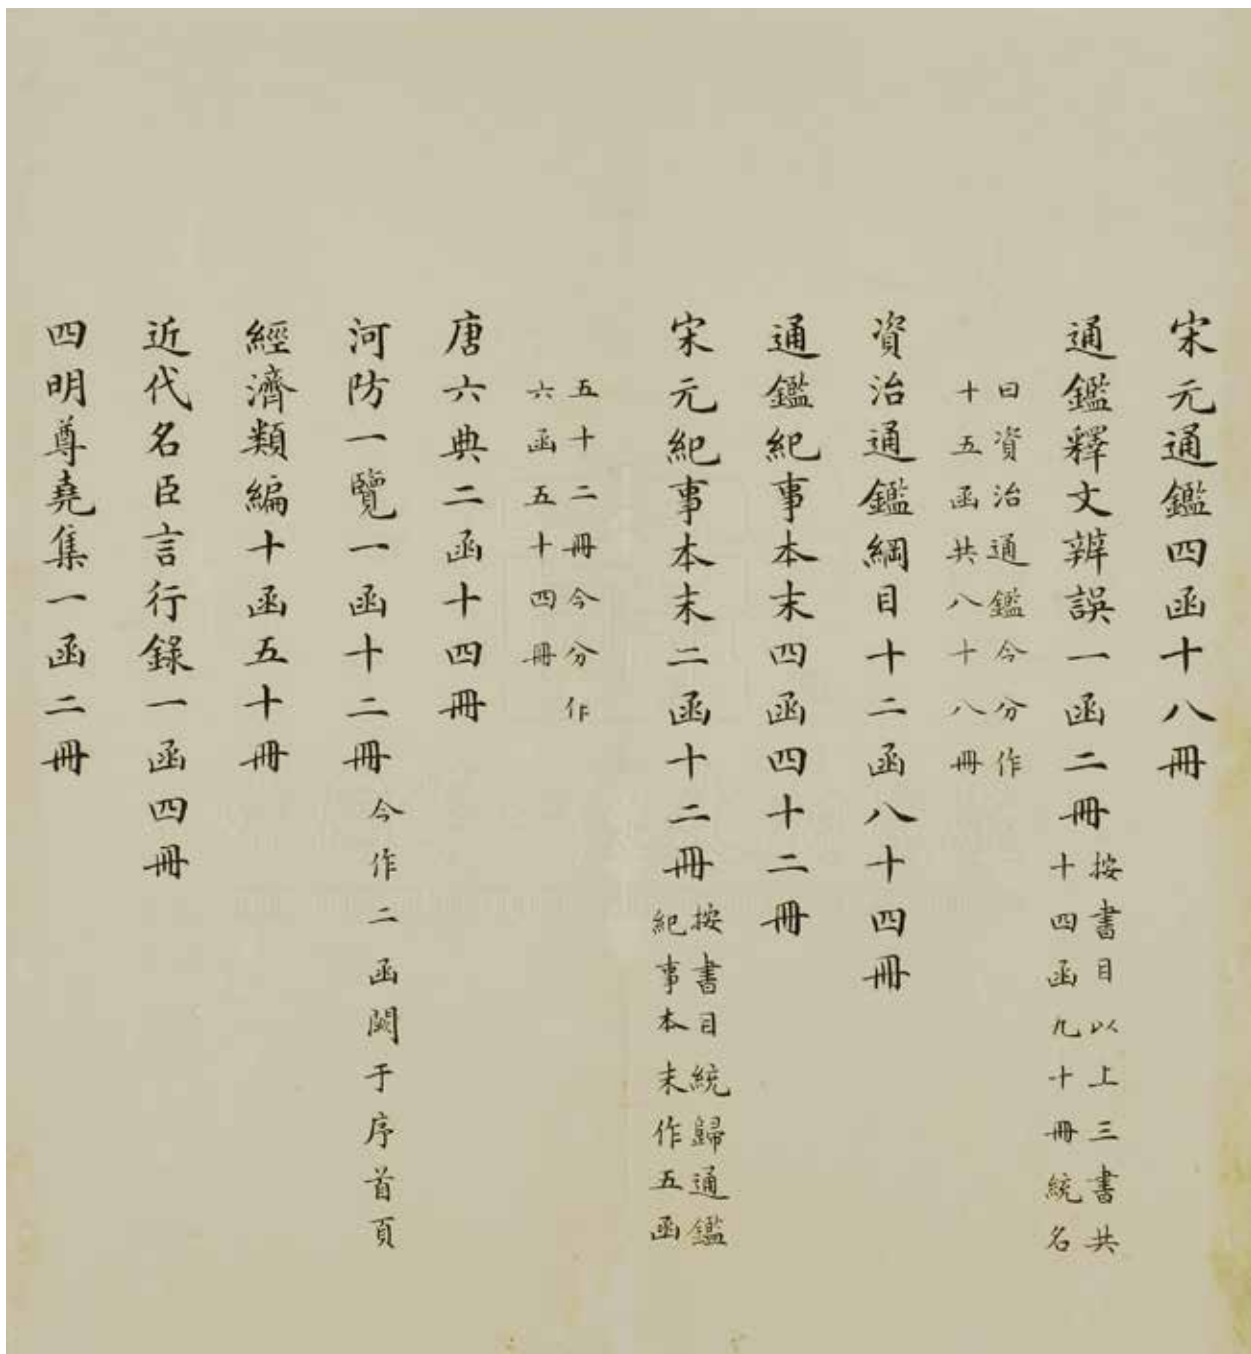 宋元通鑑四函十八冊
通鑑釋文辨誤一函二冊
按書目以上三書共
十四函九十冊統名
曰資治通鑑今分作
十五函共八十八冊
資治通鑑綱目十二函八十四冊
通鑑紀事本末四函四十二冊
宋元紀事本末二函十二冊
按書目統歸通鑑
紀事本末作五函
五十二冊今分作
六函五十四冊
唐六典二函十四冊
河防一覽一函十二冊今作二函闕于序首頁
經濟類編十函五十冊
近代名臣言行錄一函四冊
四明尊堯集一函二冊